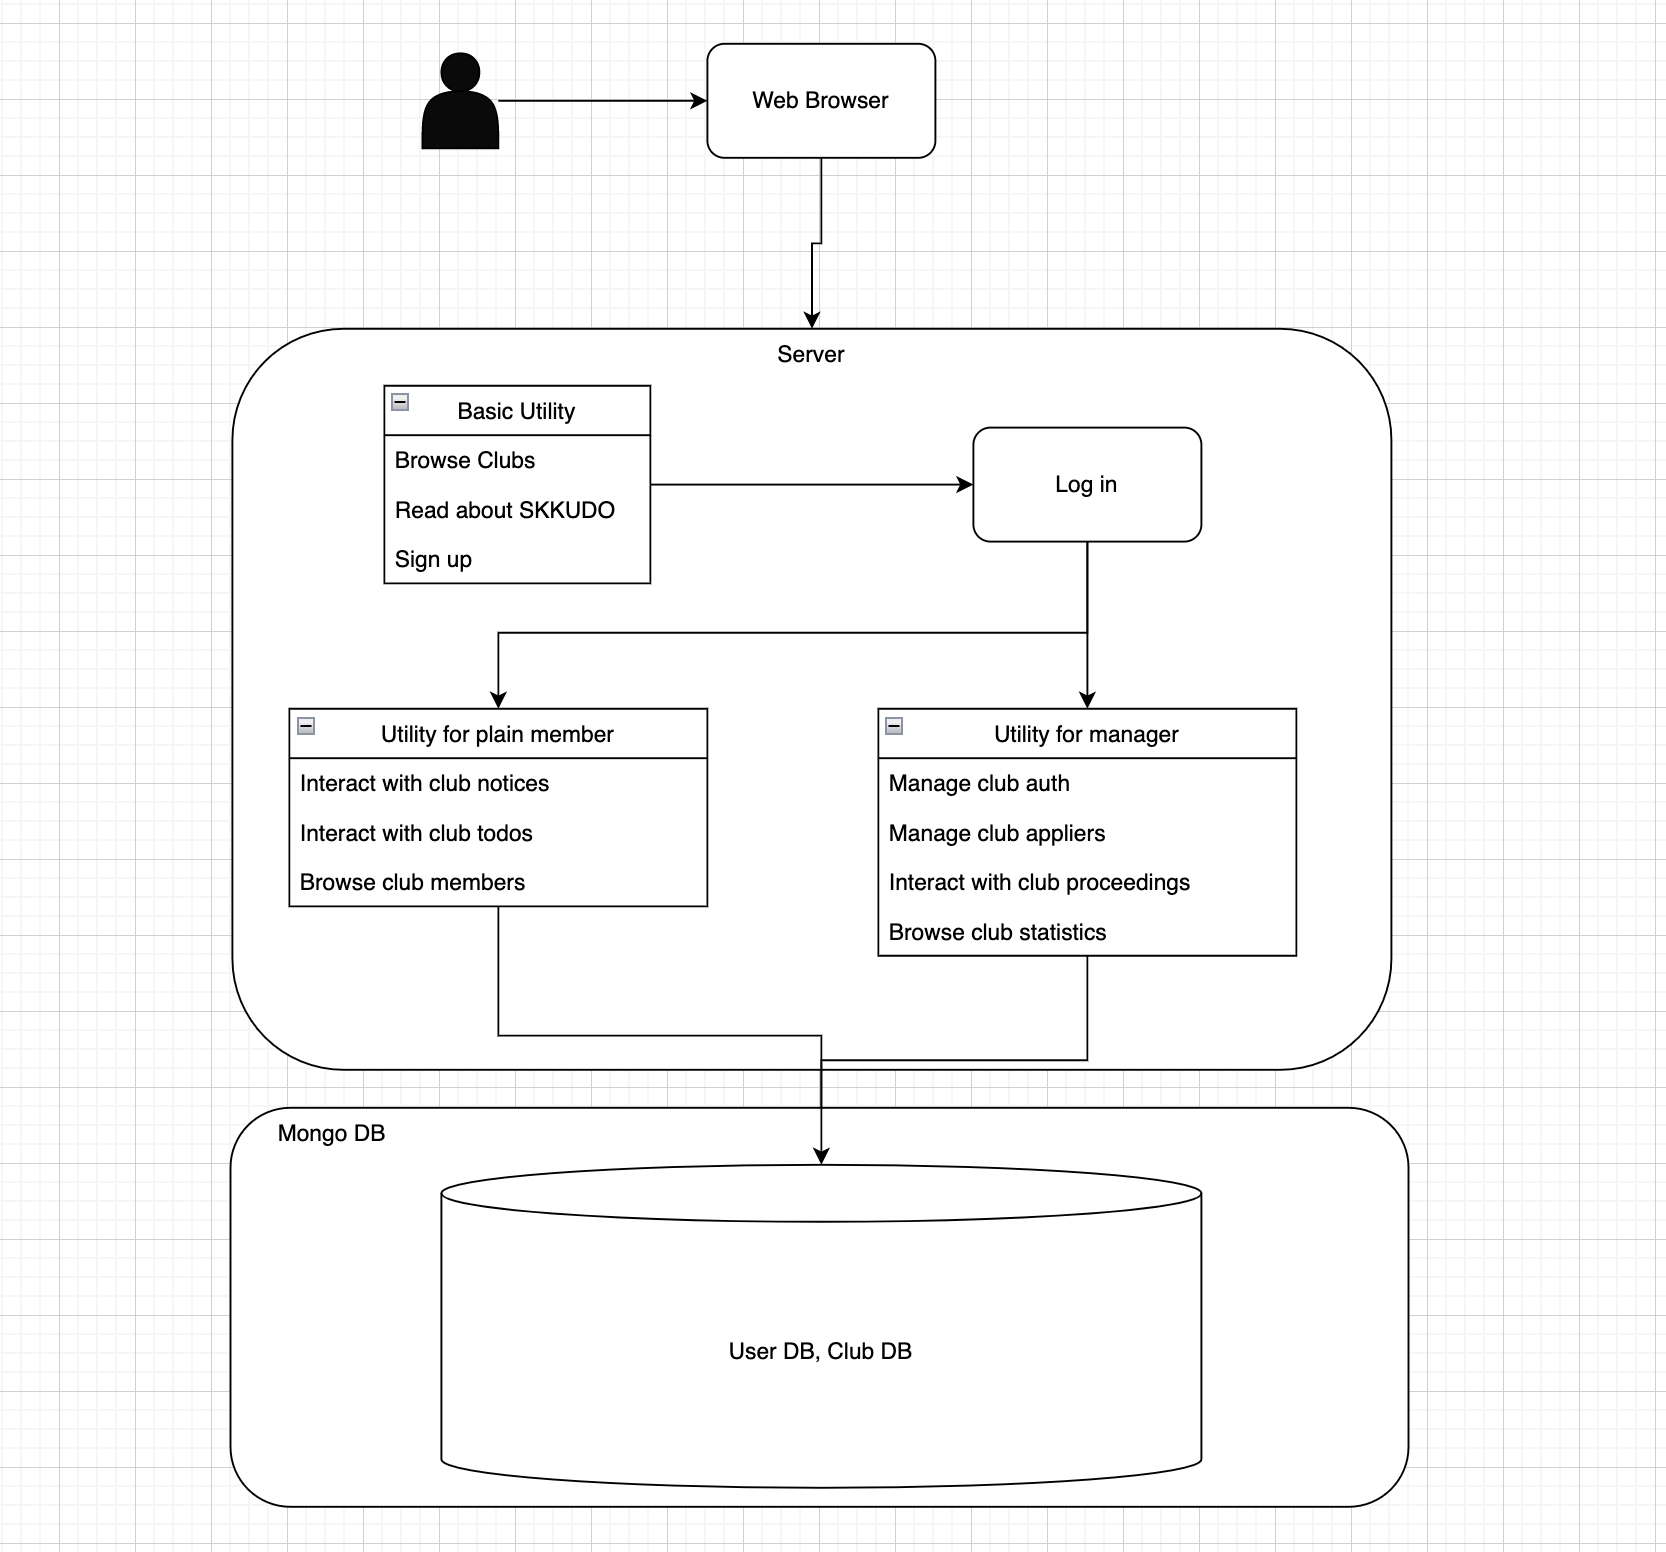 Web Browser
Server
Basic Utility
Browse Clubs
Read about SKKUDO
Sign up
Log in
Utility for plain member
Interact with club notices
Interact with club todos
Browse club members
Utility for manager
Manage club auth
Manage club appliers
Interact with club proceedings
Browse club statistics
Mongo DB
User DB, Club DB